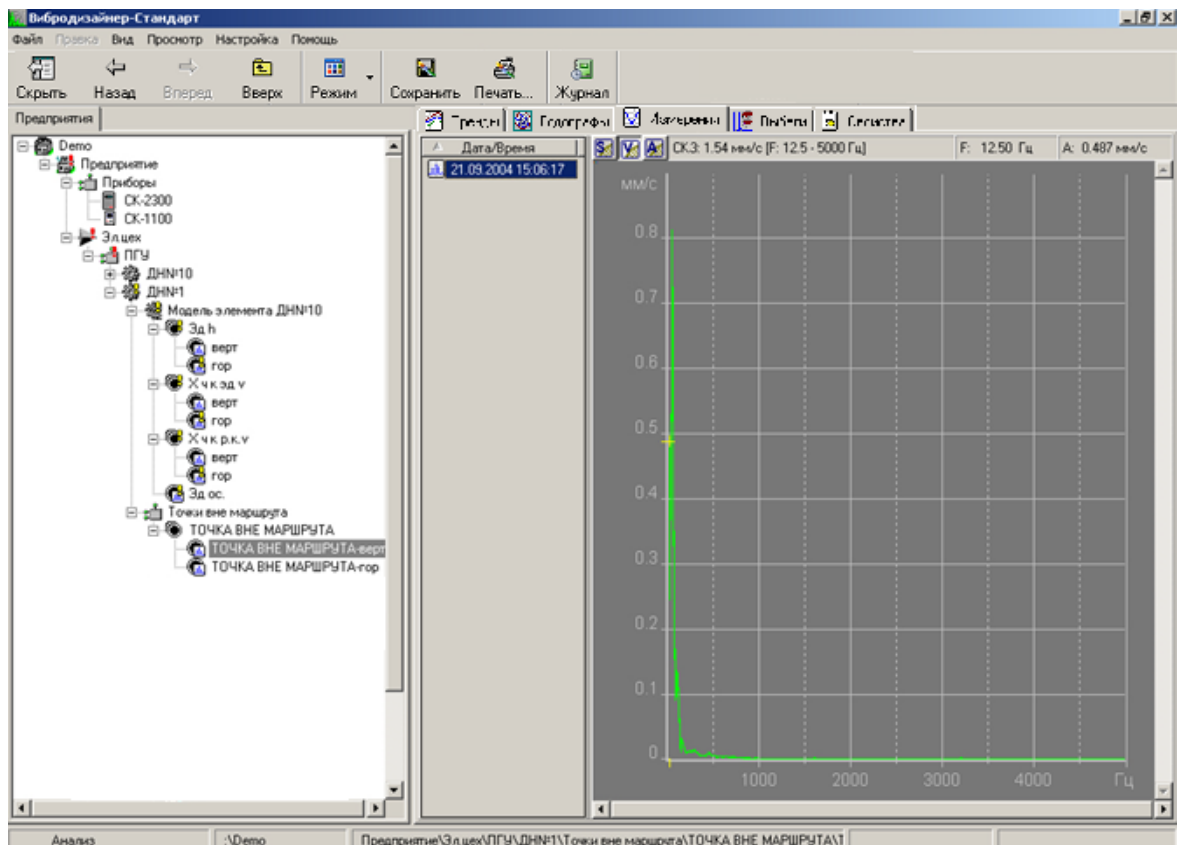 Вибродизайнер-Стандарт
Файл Правка Вид Просмотр Настройка Помощь
Скрыть Назад Вперед Вверх Режим Сохранить Печать... Журнал
Предприятия
Тренды Годографы Измерения Выбеги
Demo
Предприятие
Приборы
СК-2300
СК-1100
Эл.цех
ПГУ
ДН№10
ДН№1
Модель элемента ДН№10
Эд h
верт
гор
Х ч к эд v
верт
гор
Х ч к р.к.v
верт
гор
Эд ос.
Точки вне маршрута
ТОЧКА ВНЕ МАРШРУТА
ТОЧКА ВНЕ МАРШРУТА-верт
ТОЧКА ВНЕ МАРШРУТА-гор
Дата/Время
21.09.2004 15:06:17
СК.З: 1.54 мм/с [F: 12.5 - 5000 Гц] F: 12.50 Гц A: 0.487 мм/с
мм/с
0.8
0.7
0.6
0.5
0.4
0.3
0.2
0.1
0
1000 2000 3000 4000 Гц
Анализ :\Demo Предприятие\Эл.цех\ПГУ\ДН№1\Точки вне маршрута\ТОЧКА ВНЕ МАРШРУТА\Т